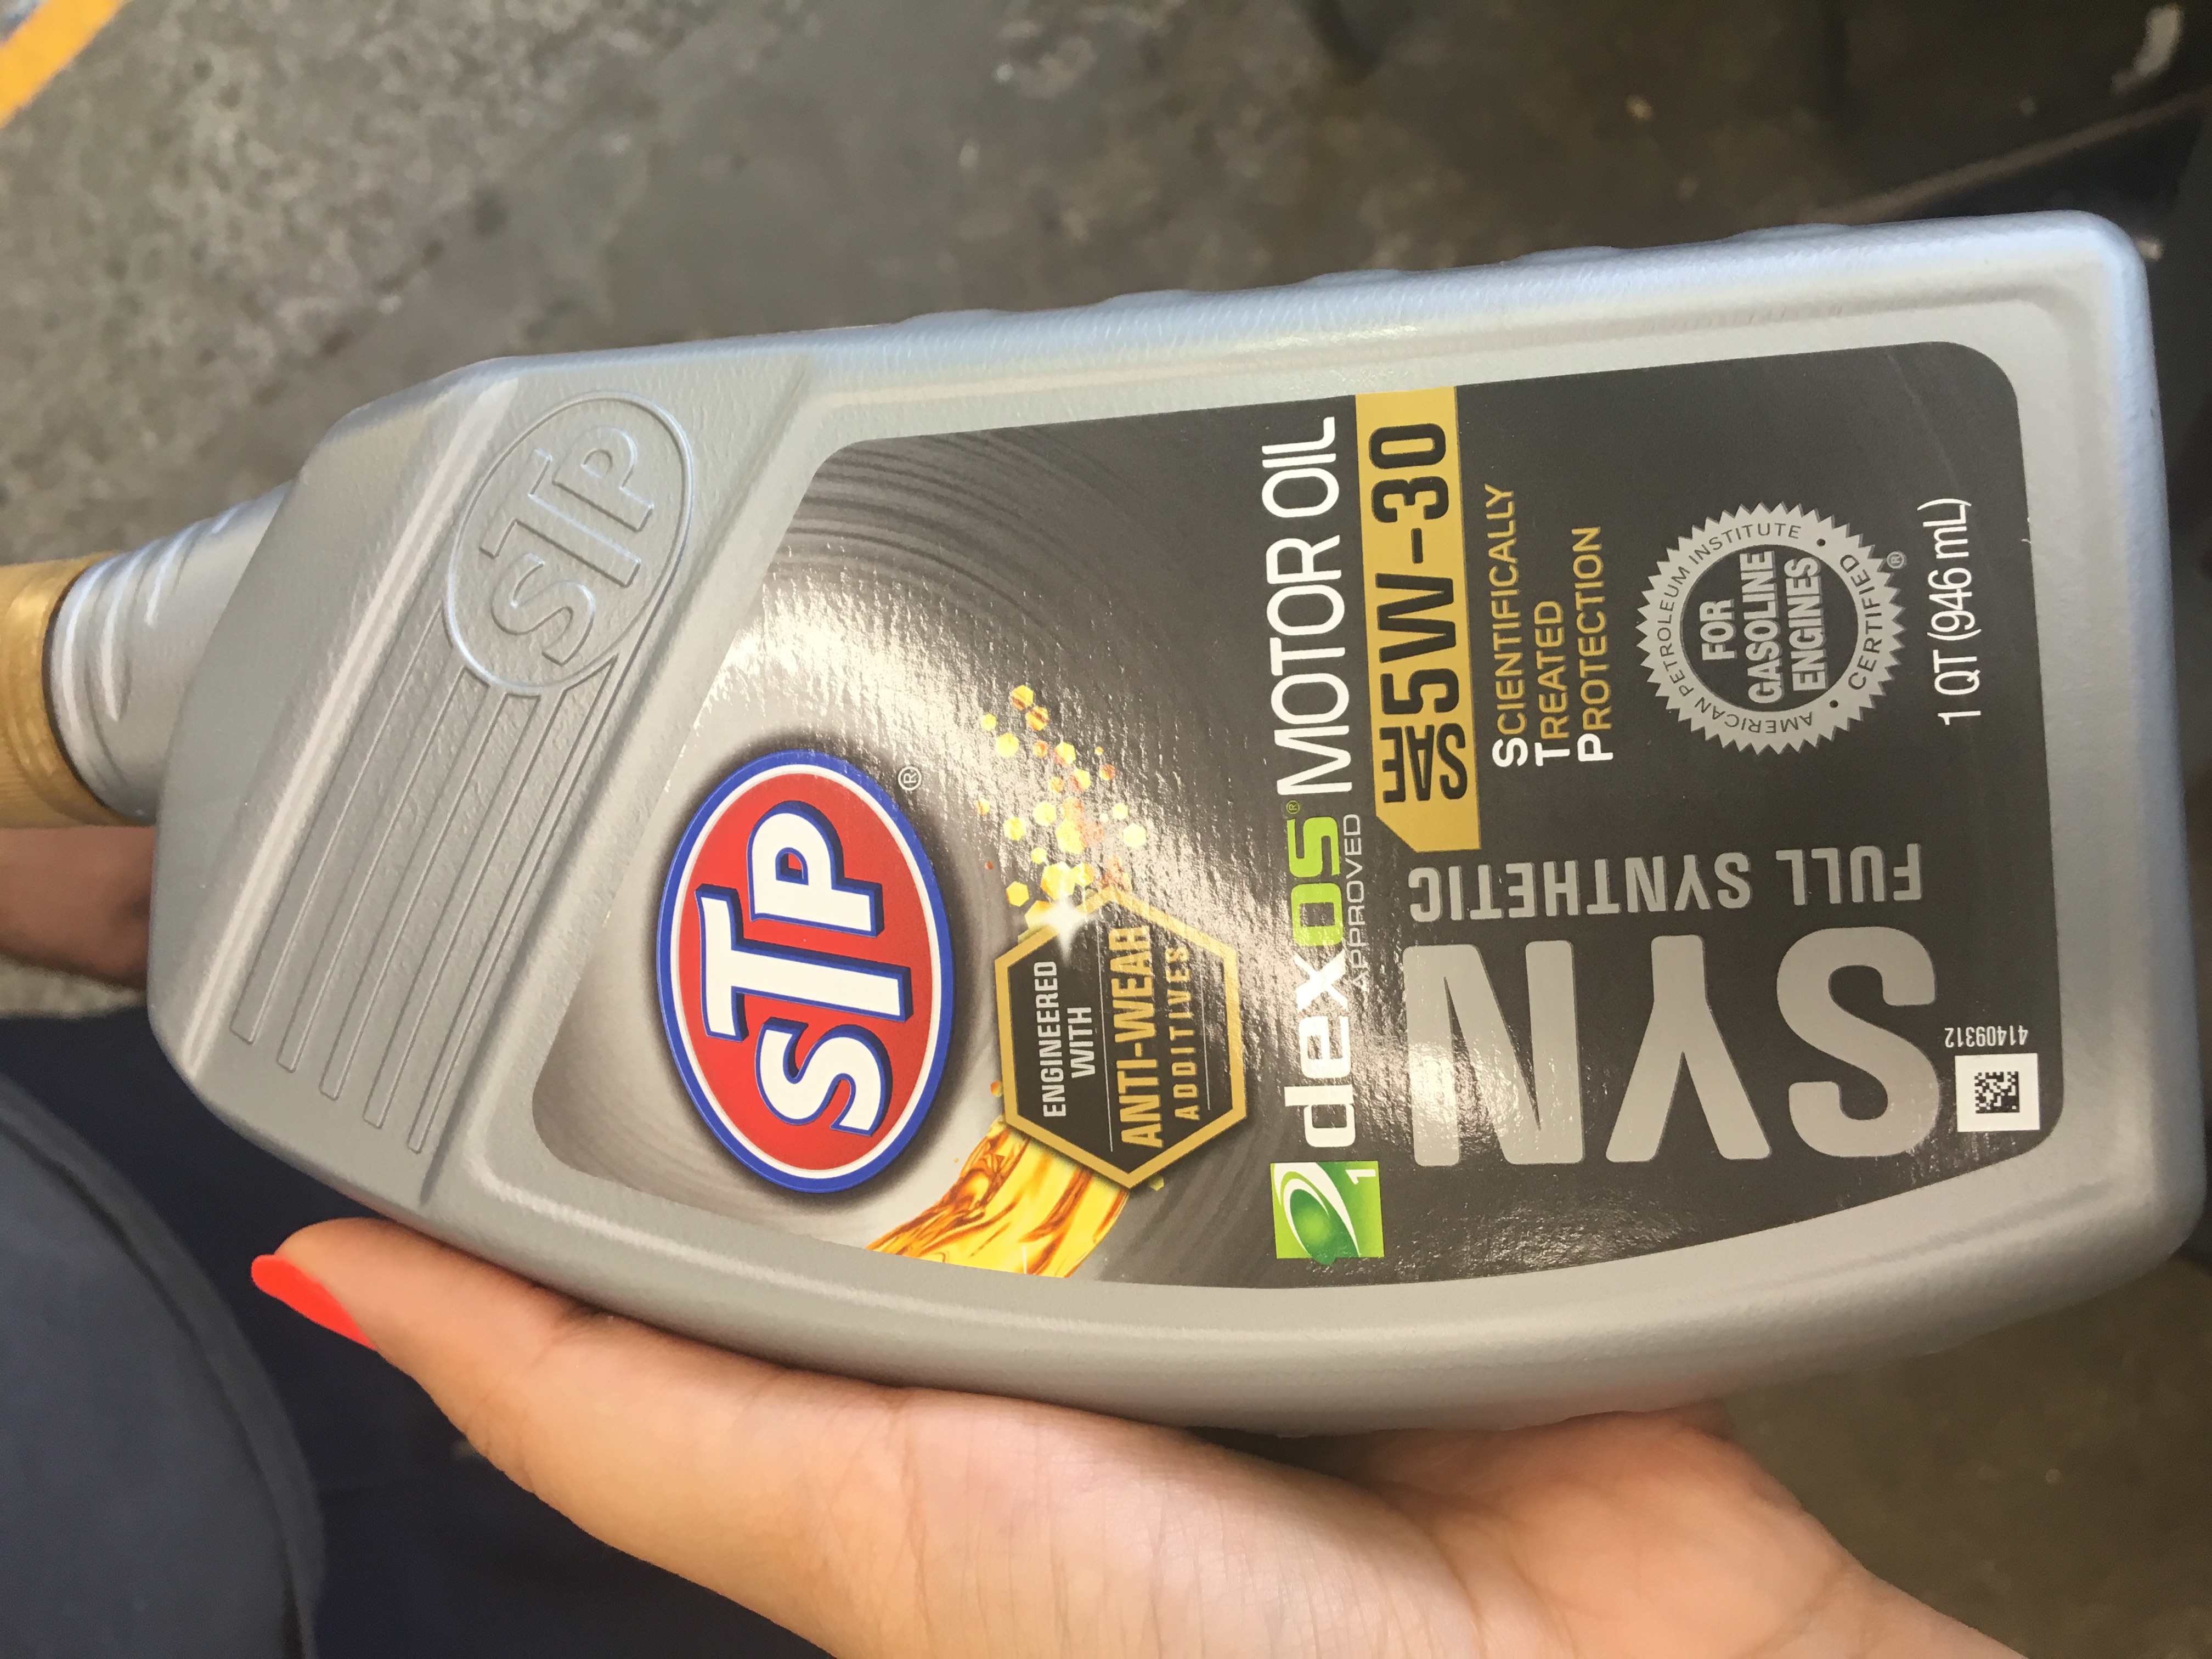 STP
STP®
ENGINEERED
WITH
ANTI-WEAR
ADDITIVES
1
dexos® MOTOR OIL
APPROVED
SAE 5W-30
SYN
FULL SYNTHETIC
SCIENTIFICALLY
TREATED
PROTECTION
AMERICAN PETROLEUM INSTITUTE
FOR
GASOLINE
ENGINES
• CERTIFIED •®
1 QT (946 mL)
41409312